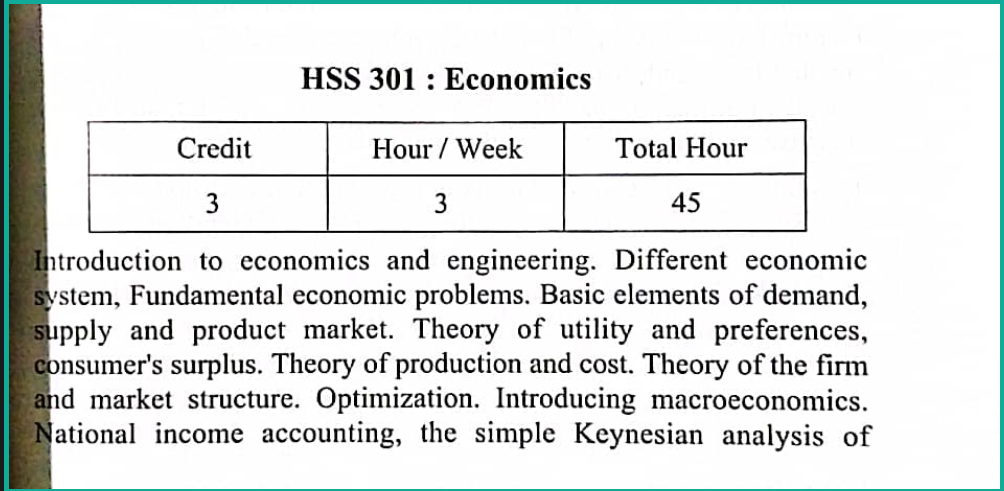 HSS 301 : Economics
Credit Hour / Week Total Hour
3 3 45
Introduction to economics and engineering. Different economic
system, Fundamental economic problems. Basic elements of demand,
supply and product market. Theory of utility and preferences,
consumer's surplus. Theory of production and cost. Theory of the firm
and market structure. Optimization. Introducing macroeconomics.
National income accounting, the simple Keynesian analysis of